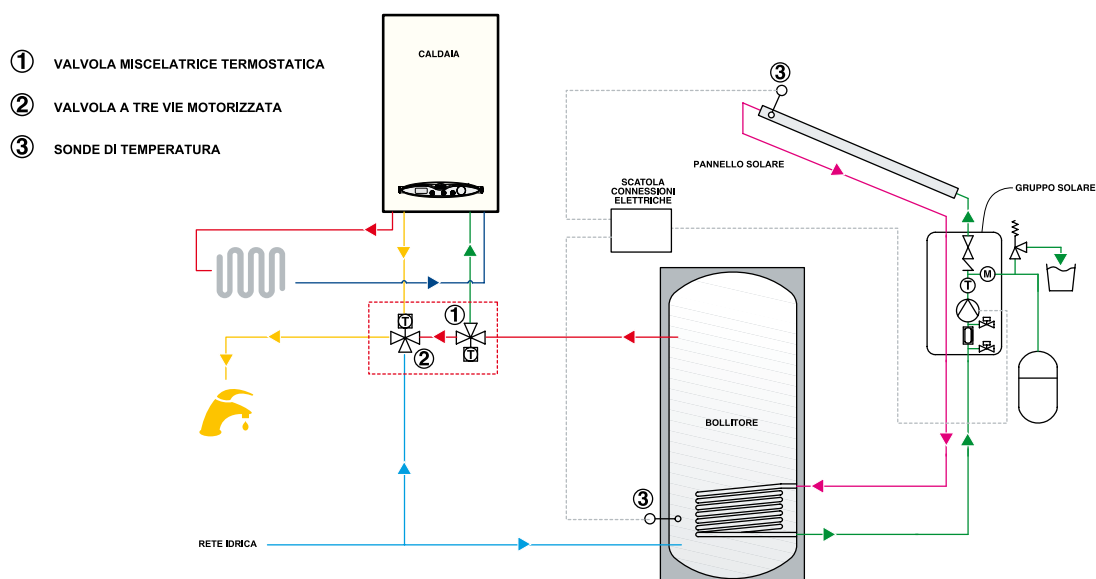 CALDAIA
① VALVOLA MISCELATRICE TERMOSTATICA
② VALVOLA A TRE VIE MOTORIZZATA
③ SONDE DI TEMPERATURA
③
PANNELLO SOLARE
SCATOLA
CONNESSIONI
ELETTRICHE
GRUPPO SOLARE
M
T
①
T
②
T
BOLLITORE
③
RETE IDRICA